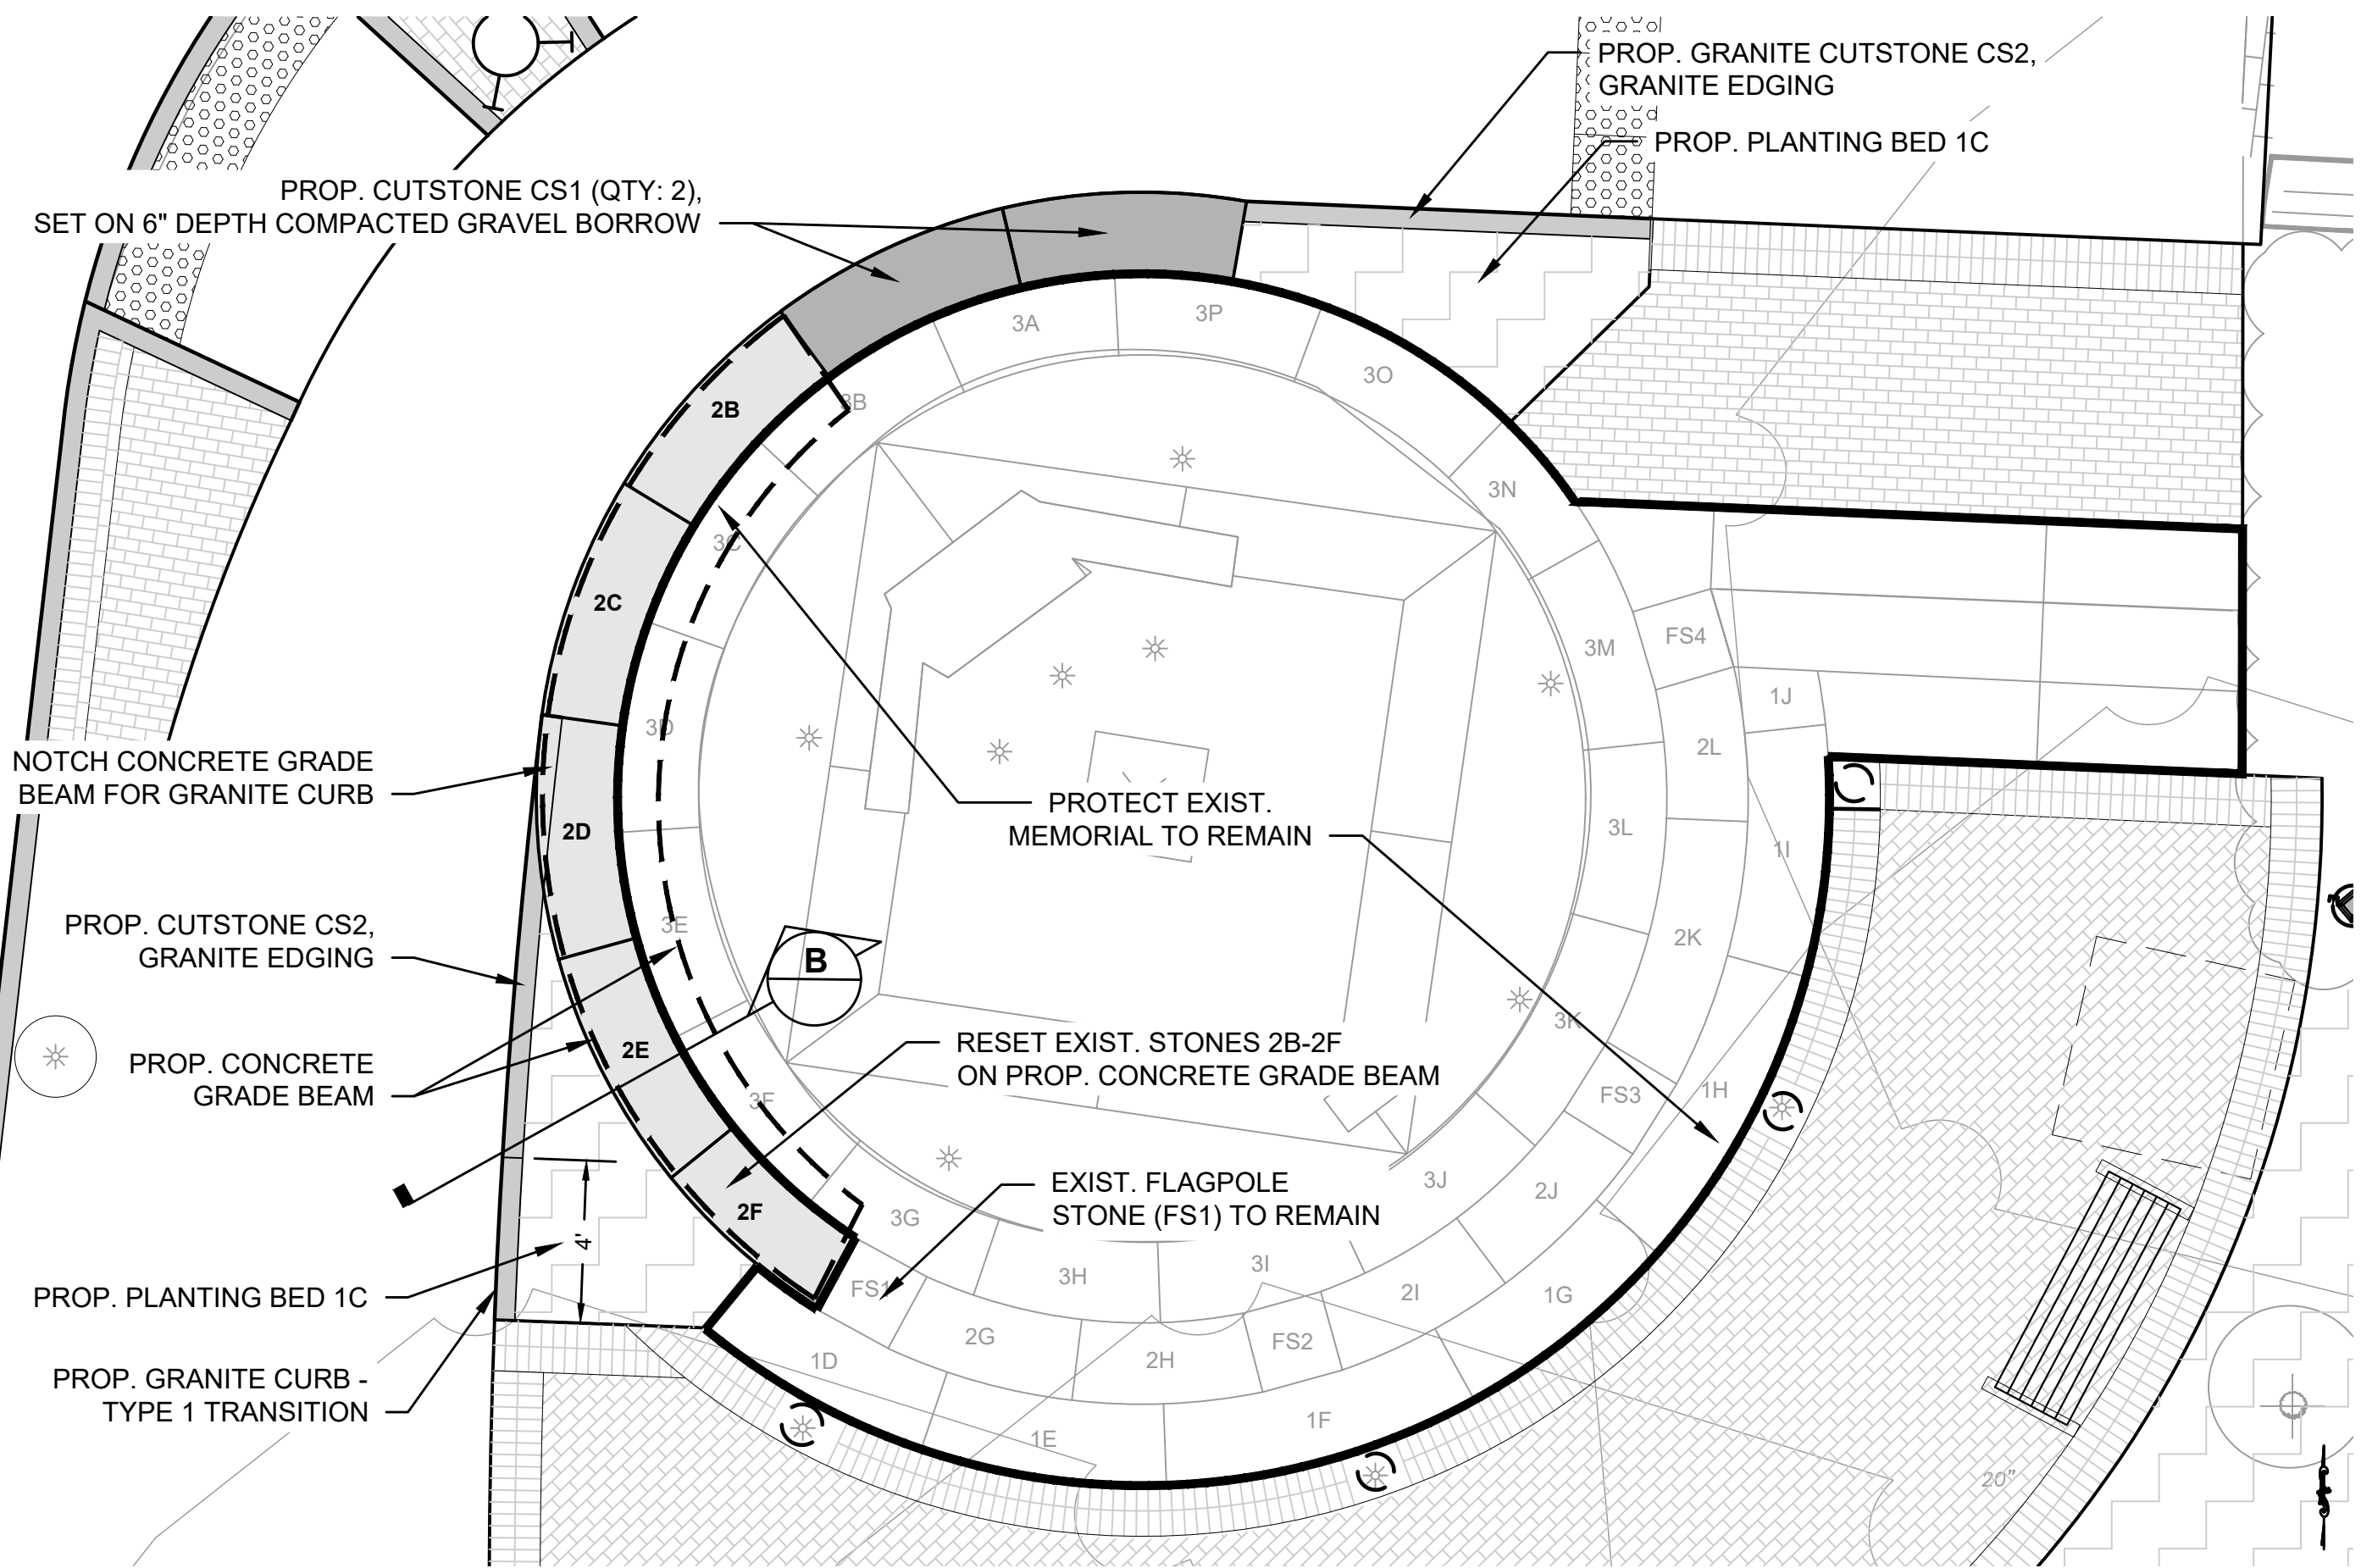 PROP. GRANITE CUTSTONE CS2,
GRANITE EDGING
PROP. PLANTING BED 1C
PROP. CUTSTONE CS1 (QTY: 2),
SET ON 6" DEPTH COMPACTED GRAVEL BORROW
3A
3P
3O
3B
2B
3N
3C
2C
3M
FS4
1J
3D
2L
NOTCH CONCRETE GRADE
BEAM FOR GRANITE CURB
2D
PROTECT EXIST.
MEMORIAL TO REMAIN
3L
1I
PROP. CUTSTONE CS2,
GRANITE EDGING
3E
B
2K
3K
PROP. CONCRETE
GRADE BEAM
2E
RESET EXIST. STONES 2B-2F
ON PROP. CONCRETE GRADE BEAM
3F
FS3
1H
2F
3G
EXIST. FLAGPOLE
STONE (FS1) TO REMAIN
3J
2J
4'
PROP. PLANTING BED 1C
FS1
3H
3I
2I
1G
2G
2H
FS2
1D
PROP. GRANITE CURB -
TYPE 1 TRANSITION
1E
1F
20"